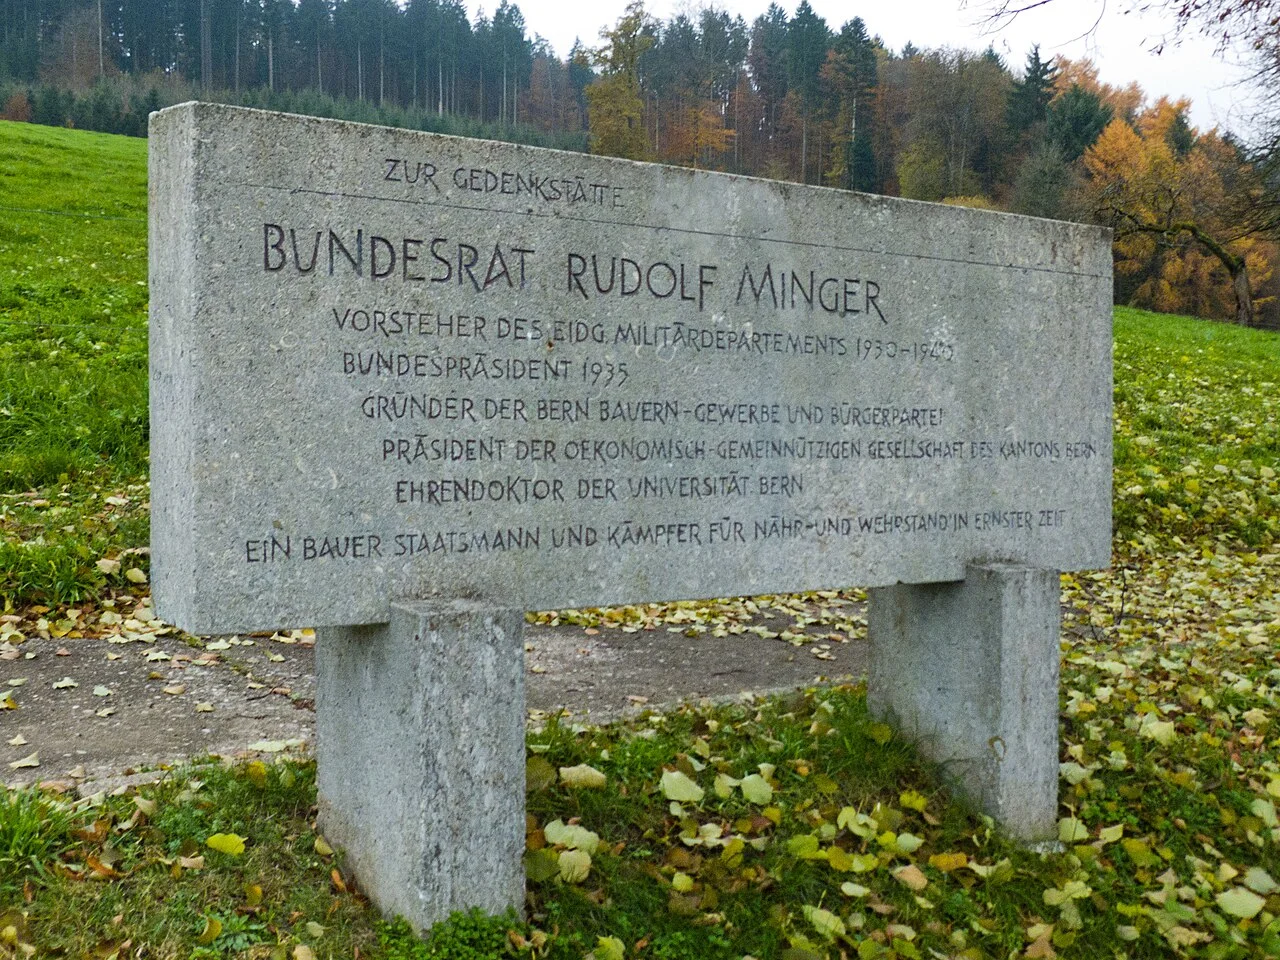 ZUR GEDENKSTÄTTE
BUNDESRAT RUDOLF MINGER
VORSTEHER DES EIDG. MILITÄRDEPARTEMENTS 1930-1940
BUNDESPRÄSIDENT 1935
GRÜNDER DER BERN BAUERN-GEWERBE UND BÜRGERPARTEI
PRÄSIDENT DER OEKONOMISCH-GEMEINNÜTZIGEN GESELLSCHAFT DES KANTONS BERN
EHRENDOKTOR DER UNIVERSITÄT BERN
EIN BAUER STAATSMANN UND KÄMPFER FÜR NÄHR-UND WEHRSTAND IN ERNSTER ZEIT